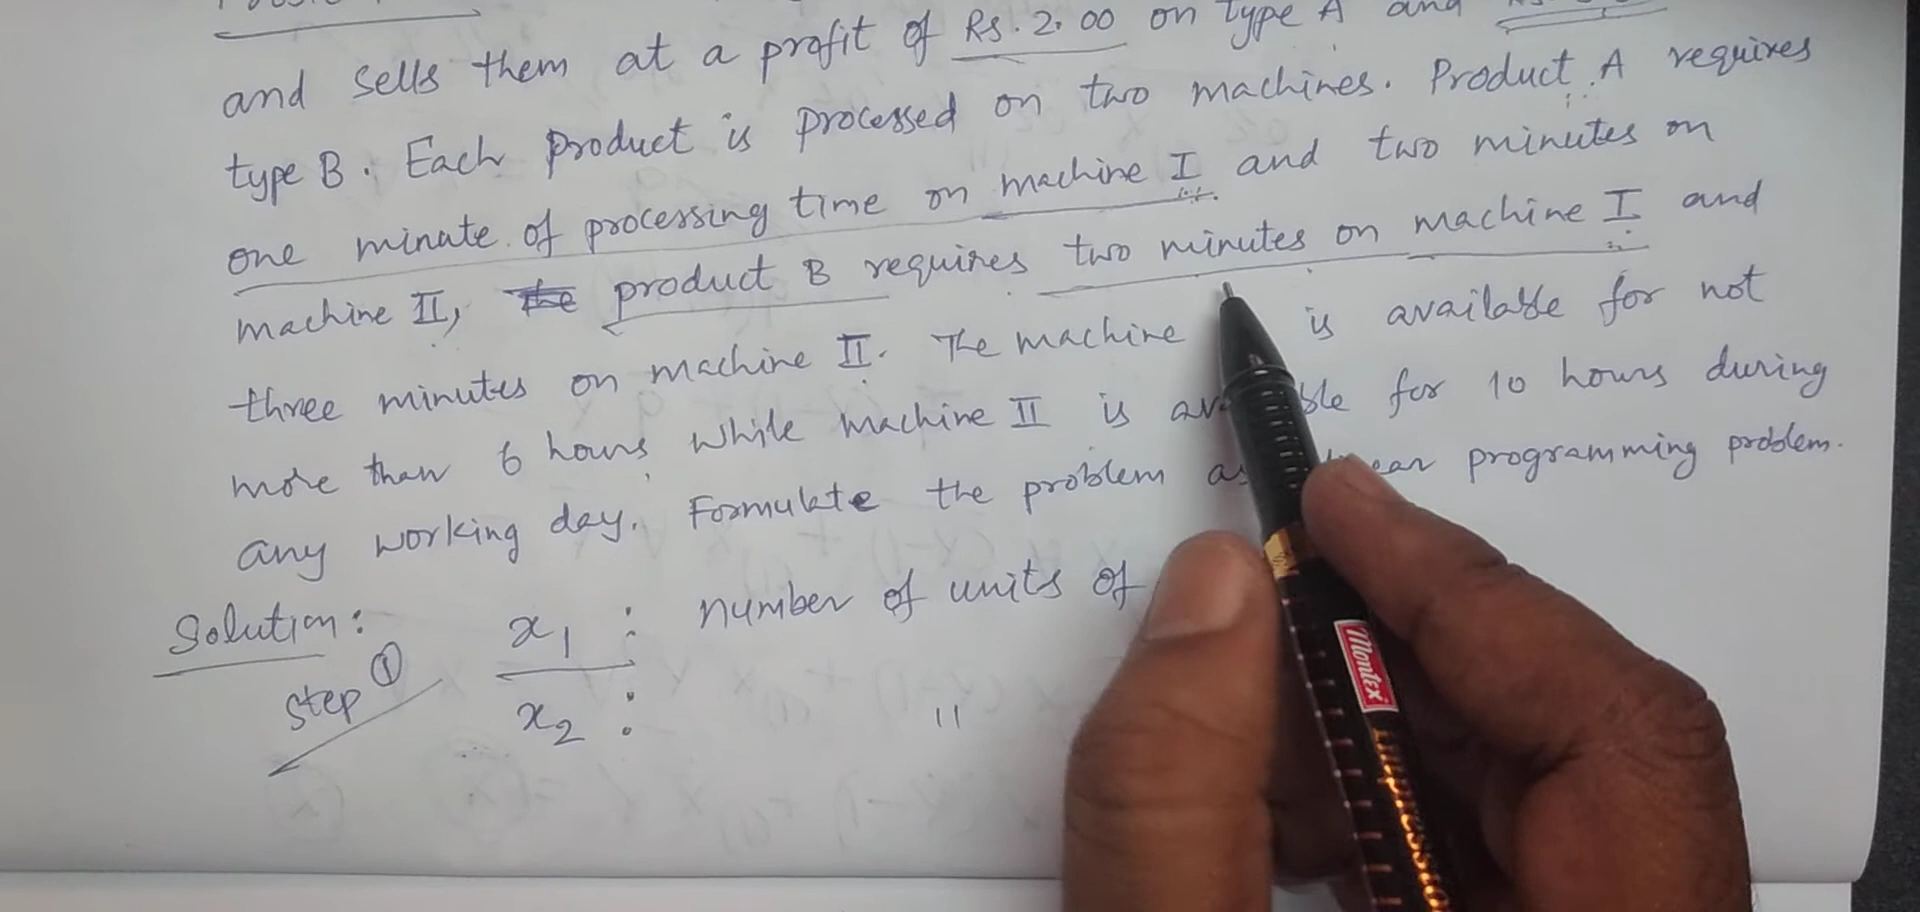 and sells them at a profit of Rs. 2.00 on type A and
type B. Each product is processed on two machines. Product A requires
one minute of processing time on machine I and two minutes on
machine II, the product B requires two minutes on machine I and
three minutes on machine II. The machine is available for not
more than 6 hours while machine II is for 10 hours during
any working day. Formulate the problem as programming problem.
Solution: x1 : number of units of
step ① x2 : "
Montex